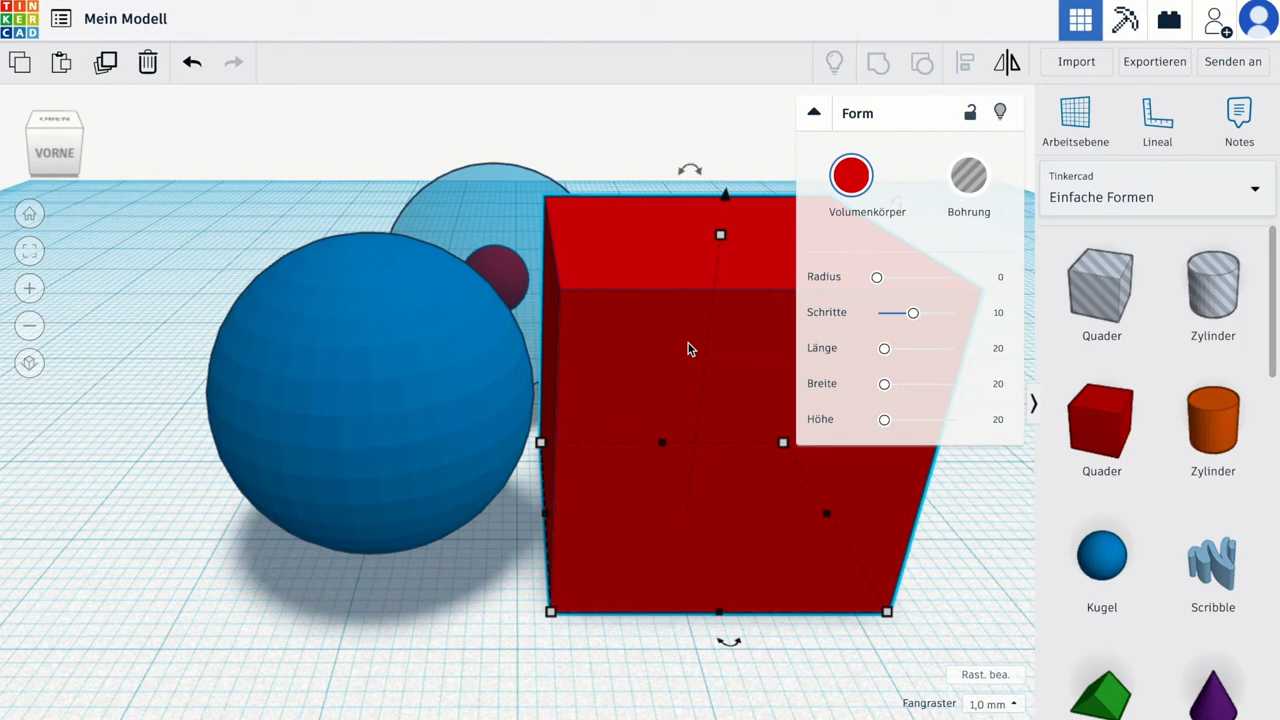 TIN
KER
CAD
Mein Modell
Import
Exportieren
Senden an
VORNE
Form
Volumenkörper
Bohrung
Radius 0
Schritte 10
Länge 20
Breite 20
Höhe 20
Arbeitsebene
Lineal
Notes
Tinkercad
Einfache Formen
Quader
Zylinder
Quader
Zylinder
Kugel
Scribble
Rast. bea.
Fangraster 1,0 mm